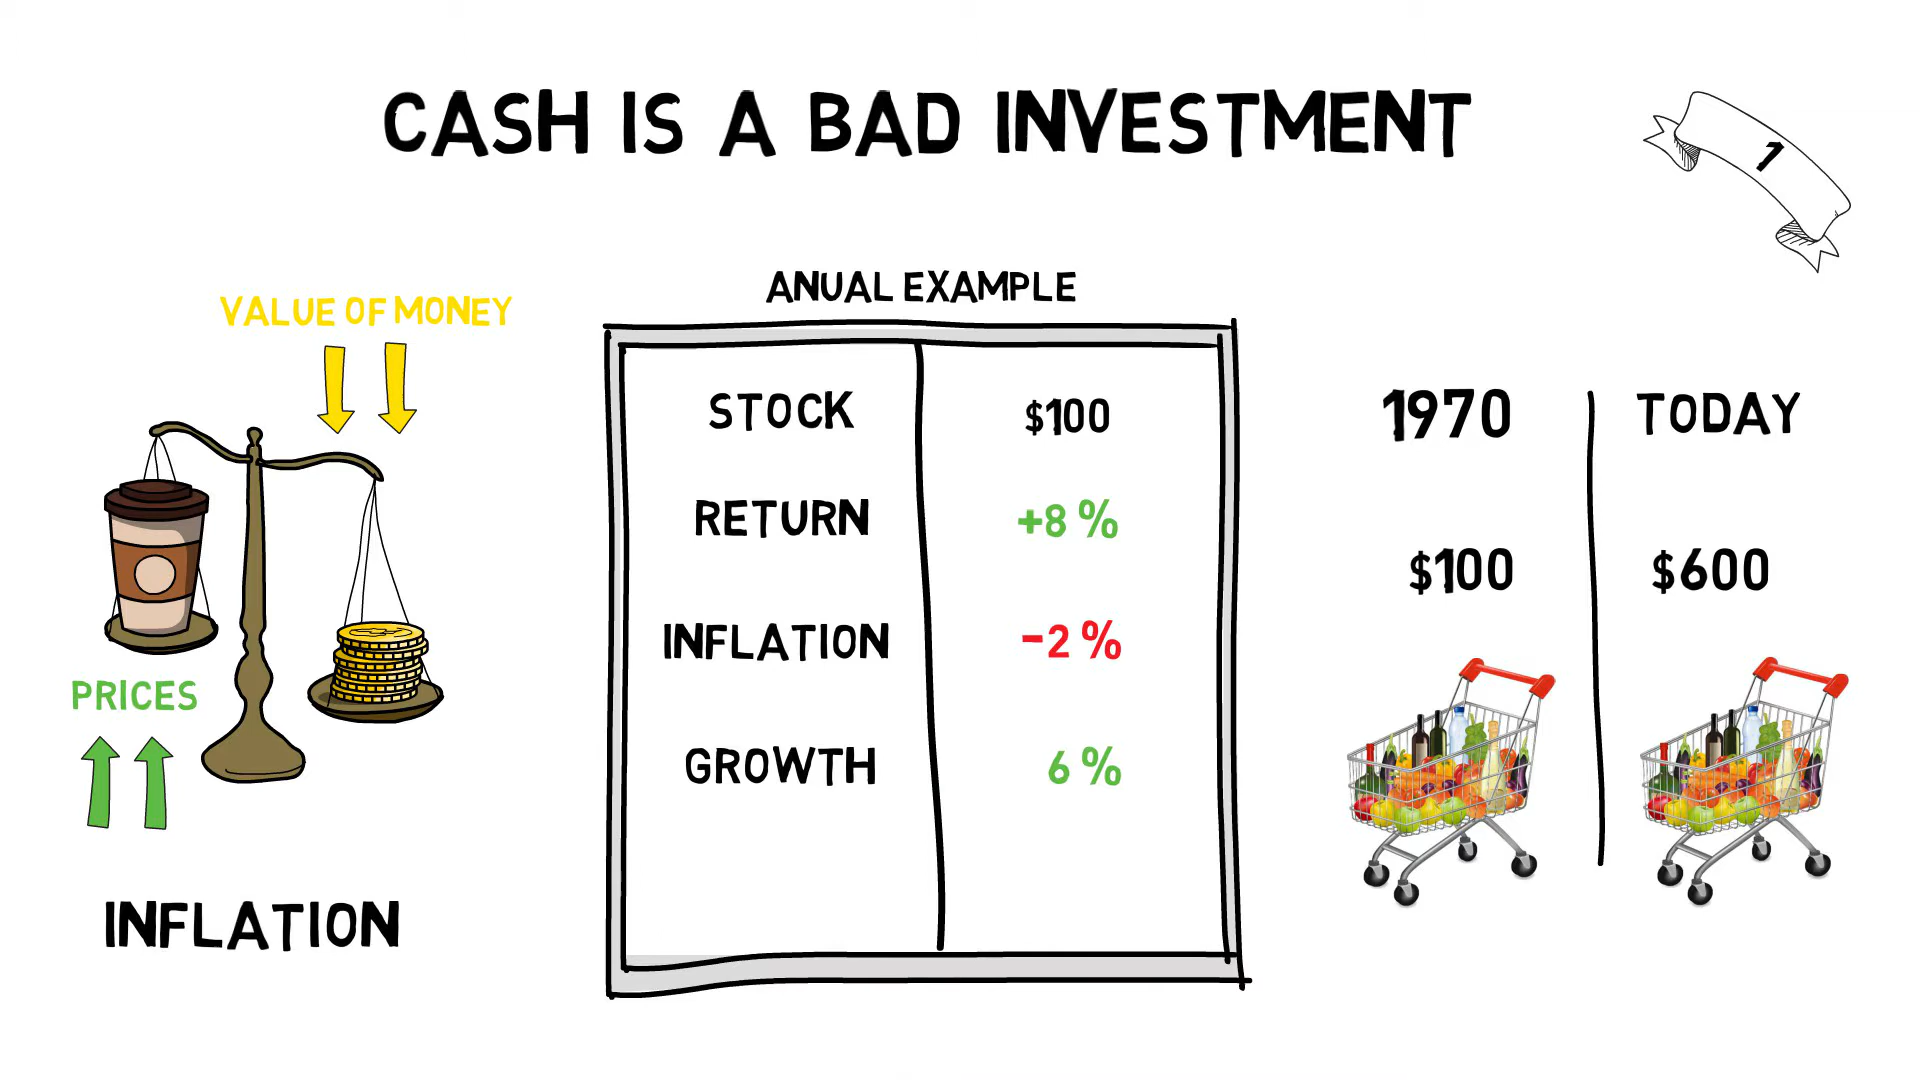 CASH IS A BAD INVESTMENT
1
VALUE OF MONEY
PRICES
INFLATION
ANUAL EXAMPLE
STOCK $100
RETURN +8 %
INFLATION -2 %
GROWTH 6 %
1970 TODAY
$100 $600